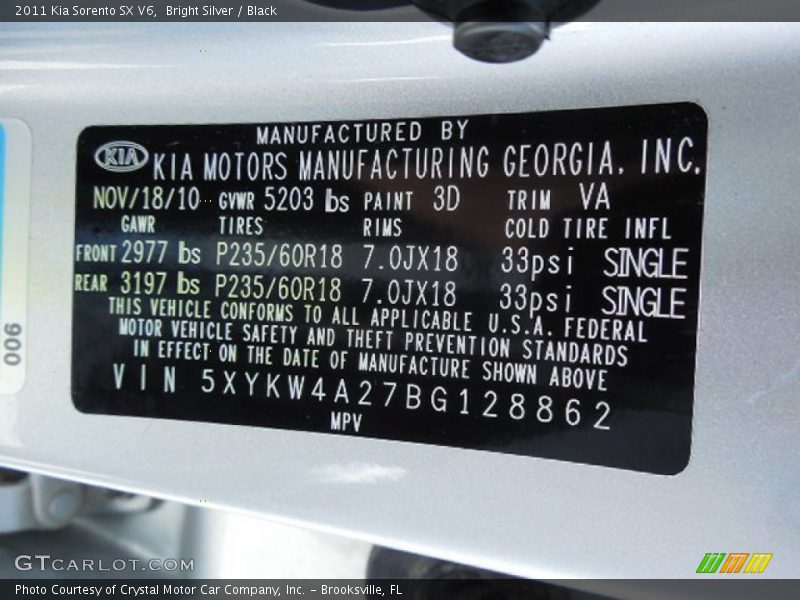 2011 Kia Sorento SX V6, Bright Silver / Black
MANUFACTURED BY
KIA KIA MOTORS MANUFACTURING GEORGIA, INC.
NOV/18/10 GVWR 5203 lbs PAINT 3D TRIM VA
GAWR TIRES RIMS COLD TIRE INFL
FRONT 2977 lbs P235/60R18 7.0JX18 33psi SINGLE
REAR 3197 lbs P235/60R18 7.0JX18 33psi SINGLE
THIS VEHICLE CONFORMS TO ALL APPLICABLE U.S.A. FEDERAL
MOTOR VEHICLE SAFETY AND THEFT PREVENTION STANDARDS
IN EFFECT ON THE DATE OF MANUFACTURE SHOWN ABOVE
VIN 5XYKW4A27BG128862
MPV
006
GTCARLOT.COM
Photo Courtesy of Crystal Motor Car Company, Inc. – Brooksville, FL